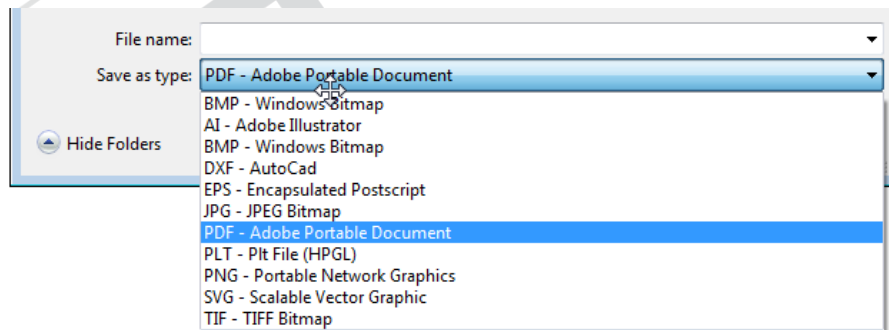 File name:
Save as type: PDF - Adobe Portable Document
BMP - Windows Bitmap
AI - Adobe Illustrator
BMP - Windows Bitmap
DXF - AutoCad
Hide Folders
EPS - Encapsulated Postscript
JPG - JPEG Bitmap
PDF - Adobe Portable Document
PLT - Plt File (HPGL)
PNG - Portable Network Graphics
SVG - Scalable Vector Graphic
TIF - TIFF Bitmap